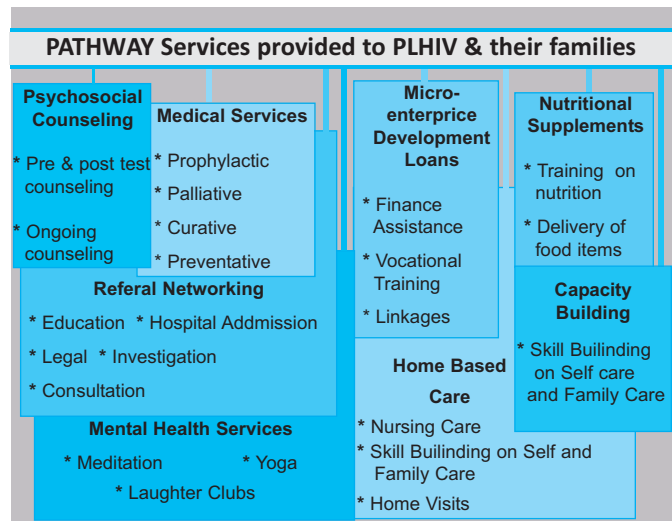 PATHWAY Services provided to PLHIV & their families
Psychosocial
Counseling
* Pre & post test
counseling
* Ongoing
counseling
Medical Services
* Prophylactic
* Palliative
* Curative
* Preventative
Referal Networking
* Education * Hospital Addmission
* Legal * Investigation
* Consultation
Mental Health Services
* Meditation * Yoga
* Laughter Clubs
Micro-
enterprice
Development
Loans
* Finance
Assistance
* Vocational
Training
* Linkages
Home Based
Care
* Nursing Care
* Skill Builinding on Self and
Family Care
* Home Visits
Nutritional
Supplements
* Training on
nutrition
* Delivery of
food items
Capacity
Building
* Skill Builinding
on Self care
and Family Care